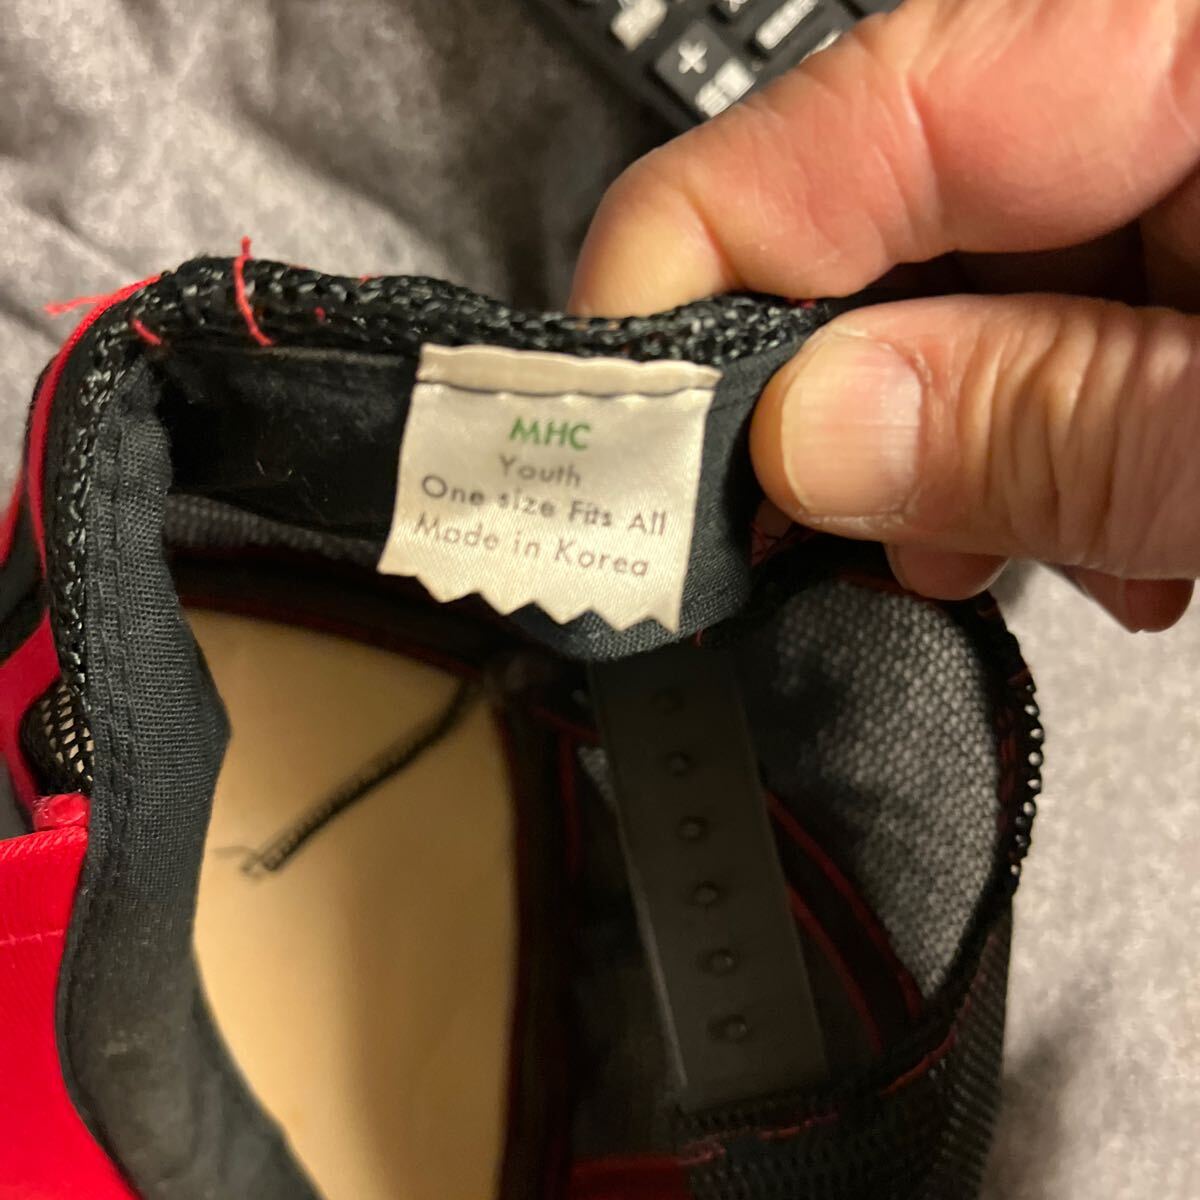 MHC
Youth
One size Fits All
Made in Korea
+